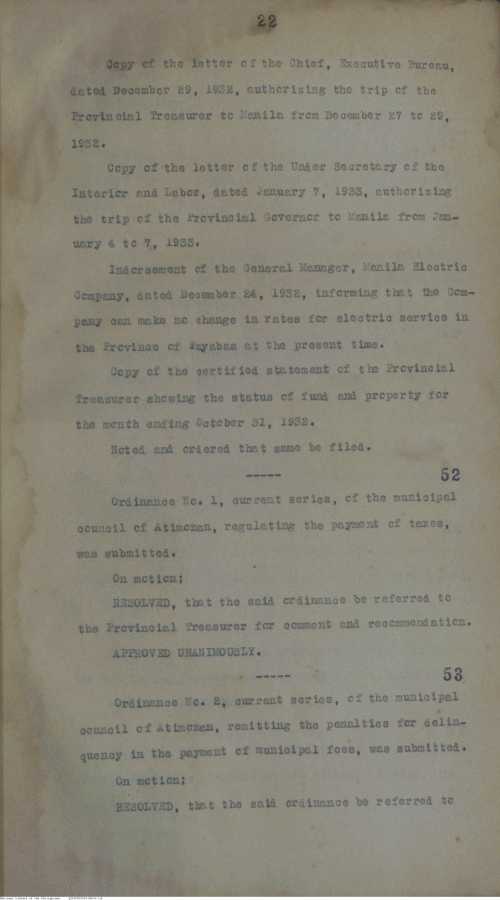 22
Copy of the letter of the Chief, Executive Bureau,
dated December 29, 1932, authorizing the trip of the
Provincial Treasurer to Manila from December 27 to 29,
1932.
Copy of the letter of the Under Secretary of the
Interior and Labor, dated January 7, 1933, authorizing
the trip of the Provincial Governor to Manila from Jan-
uary 4 to 7, 1933.
Indorsement of the General Manager, Manila Electric
Company, dated December 24, 1932, informing that the Com-
pany can make no change in rates for electric service in
the Province of Tayabas at the present time.
Copy of the certified statement of the Provincial
Treasurer showing the status of fund and property for
the month ending October 31, 1932.
Noted and ordered that same be filed.
-----
52
Ordinance No. 1, current series, of the municipal
council of Atimonan, regulating the payment of taxes,
was submitted.
On motion;
RESOLVED, that the said ordinance be referred to
the Provincial Treasurer for comment and recommendation.
APPROVED UNANIMOUSLY.
-----
53
Ordinance No. 2, current series, of the municipal
council of Atimonan, remitting the penalties for delin-
quency in the payment of municipal fees, was submitted.
On motion;
RESOLVED, that the said ordinance be referred to